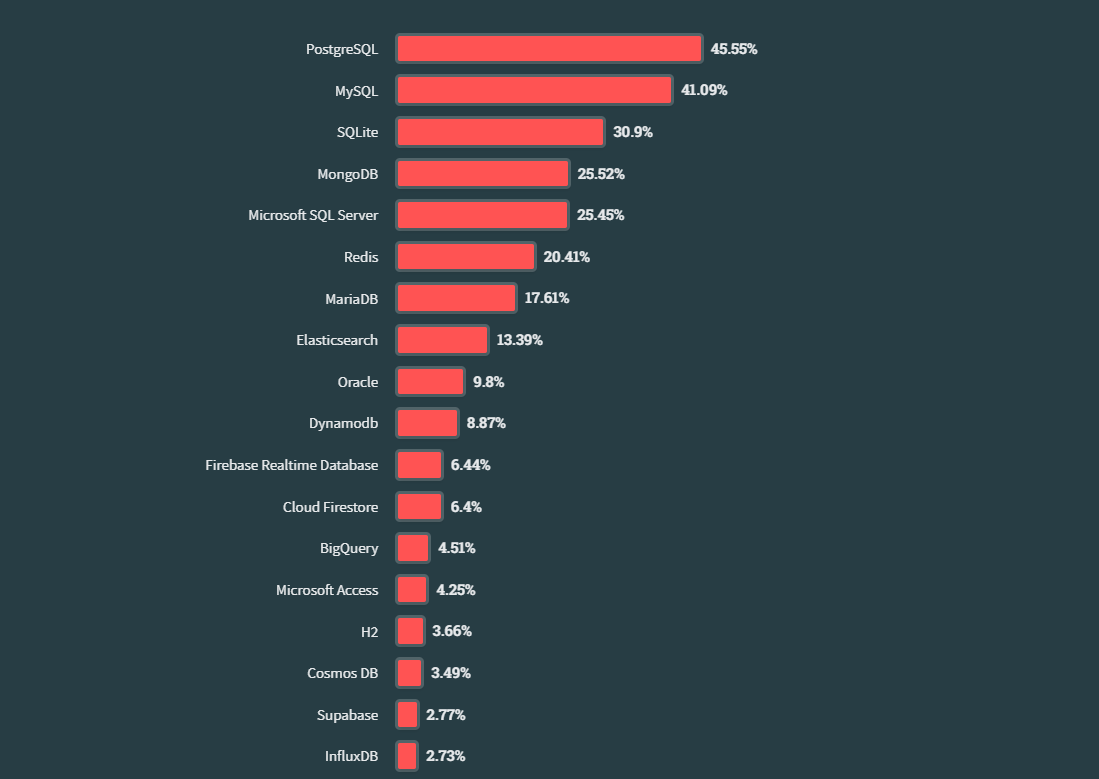 PostgreSQL 45.55%
MySQL 41.09%
SQLite 30.9%
MongoDB 25.52%
Microsoft SQL Server 25.45%
Redis 20.41%
MariaDB 17.61%
Elasticsearch 13.39%
Oracle 9.8%
Dynamodb 8.87%
Firebase Realtime Database 6.44%
Cloud Firestore 6.4%
BigQuery 4.51%
Microsoft Access 4.25%
H2 3.66%
Cosmos DB 3.49%
Supabase 2.77%
InfluxDB 2.73%